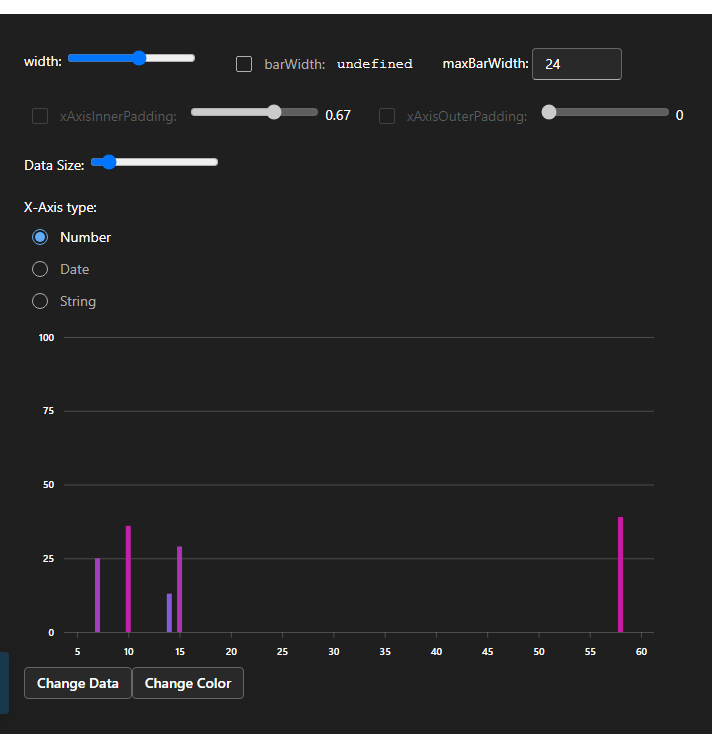 width: barWidth: undefined maxBarWidth: 24
xAxisInnerPadding: 0.67 xAxisOuterPadding: 0
Data Size:
X-Axis type:
Number
Date
String
100
75
50
25
0
5 10 15 20 25 30 35 40 45 50 55 60
Change Data Change Color